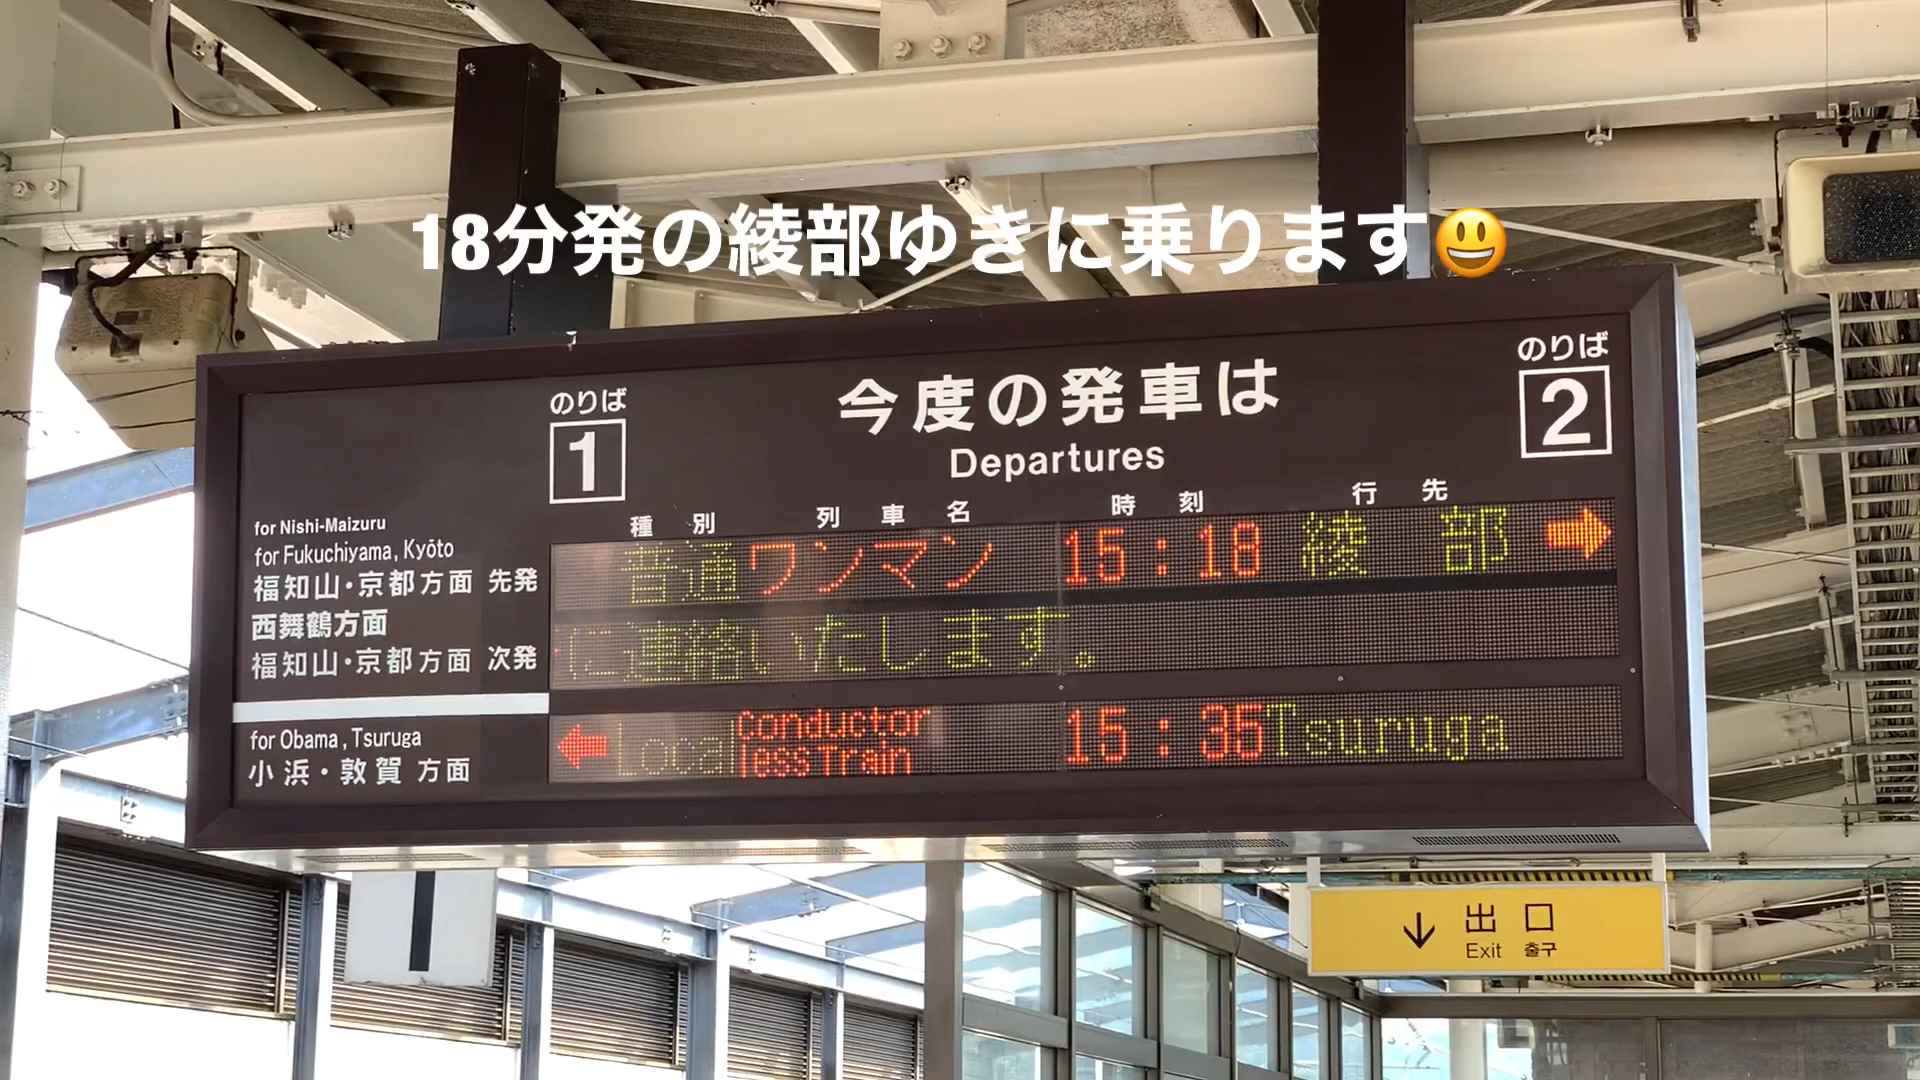 18分発の綾部ゆきに乗ります😃
のりば
1
今度の発車は
Departures
のりば
2
種別 列車名 時刻 行先
for Nishi-Maizuru
for Fukuchiyama, Kyōto
福知山・京都方面 先発
西舞鶴方面
福知山・京都方面 次発
普通ワンマン 15:18 綾部
に連絡いたします。
for Obama, Tsuruga
小浜・敦賀 方面
Local Conductor less Train 15:35 Tsuruga
↓ 出口
Exit 출구